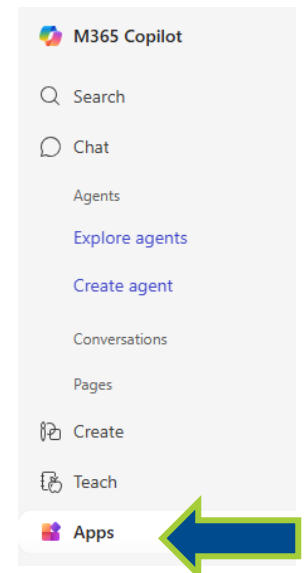 M365 Copilot
Search
Chat
Agents
Explore agents
Create agent
Conversations
Pages
Create
Teach
Apps